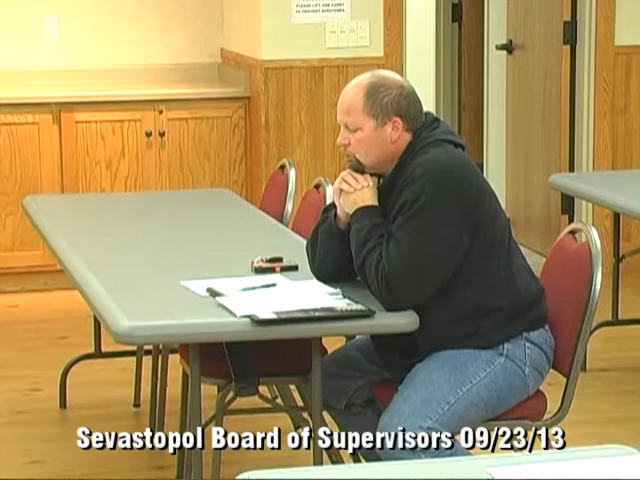 PLEASE LIFT AND CARRY
TO PREVENT SCRATCHES.
Sevastopol Board of Supervisors 09/23/13